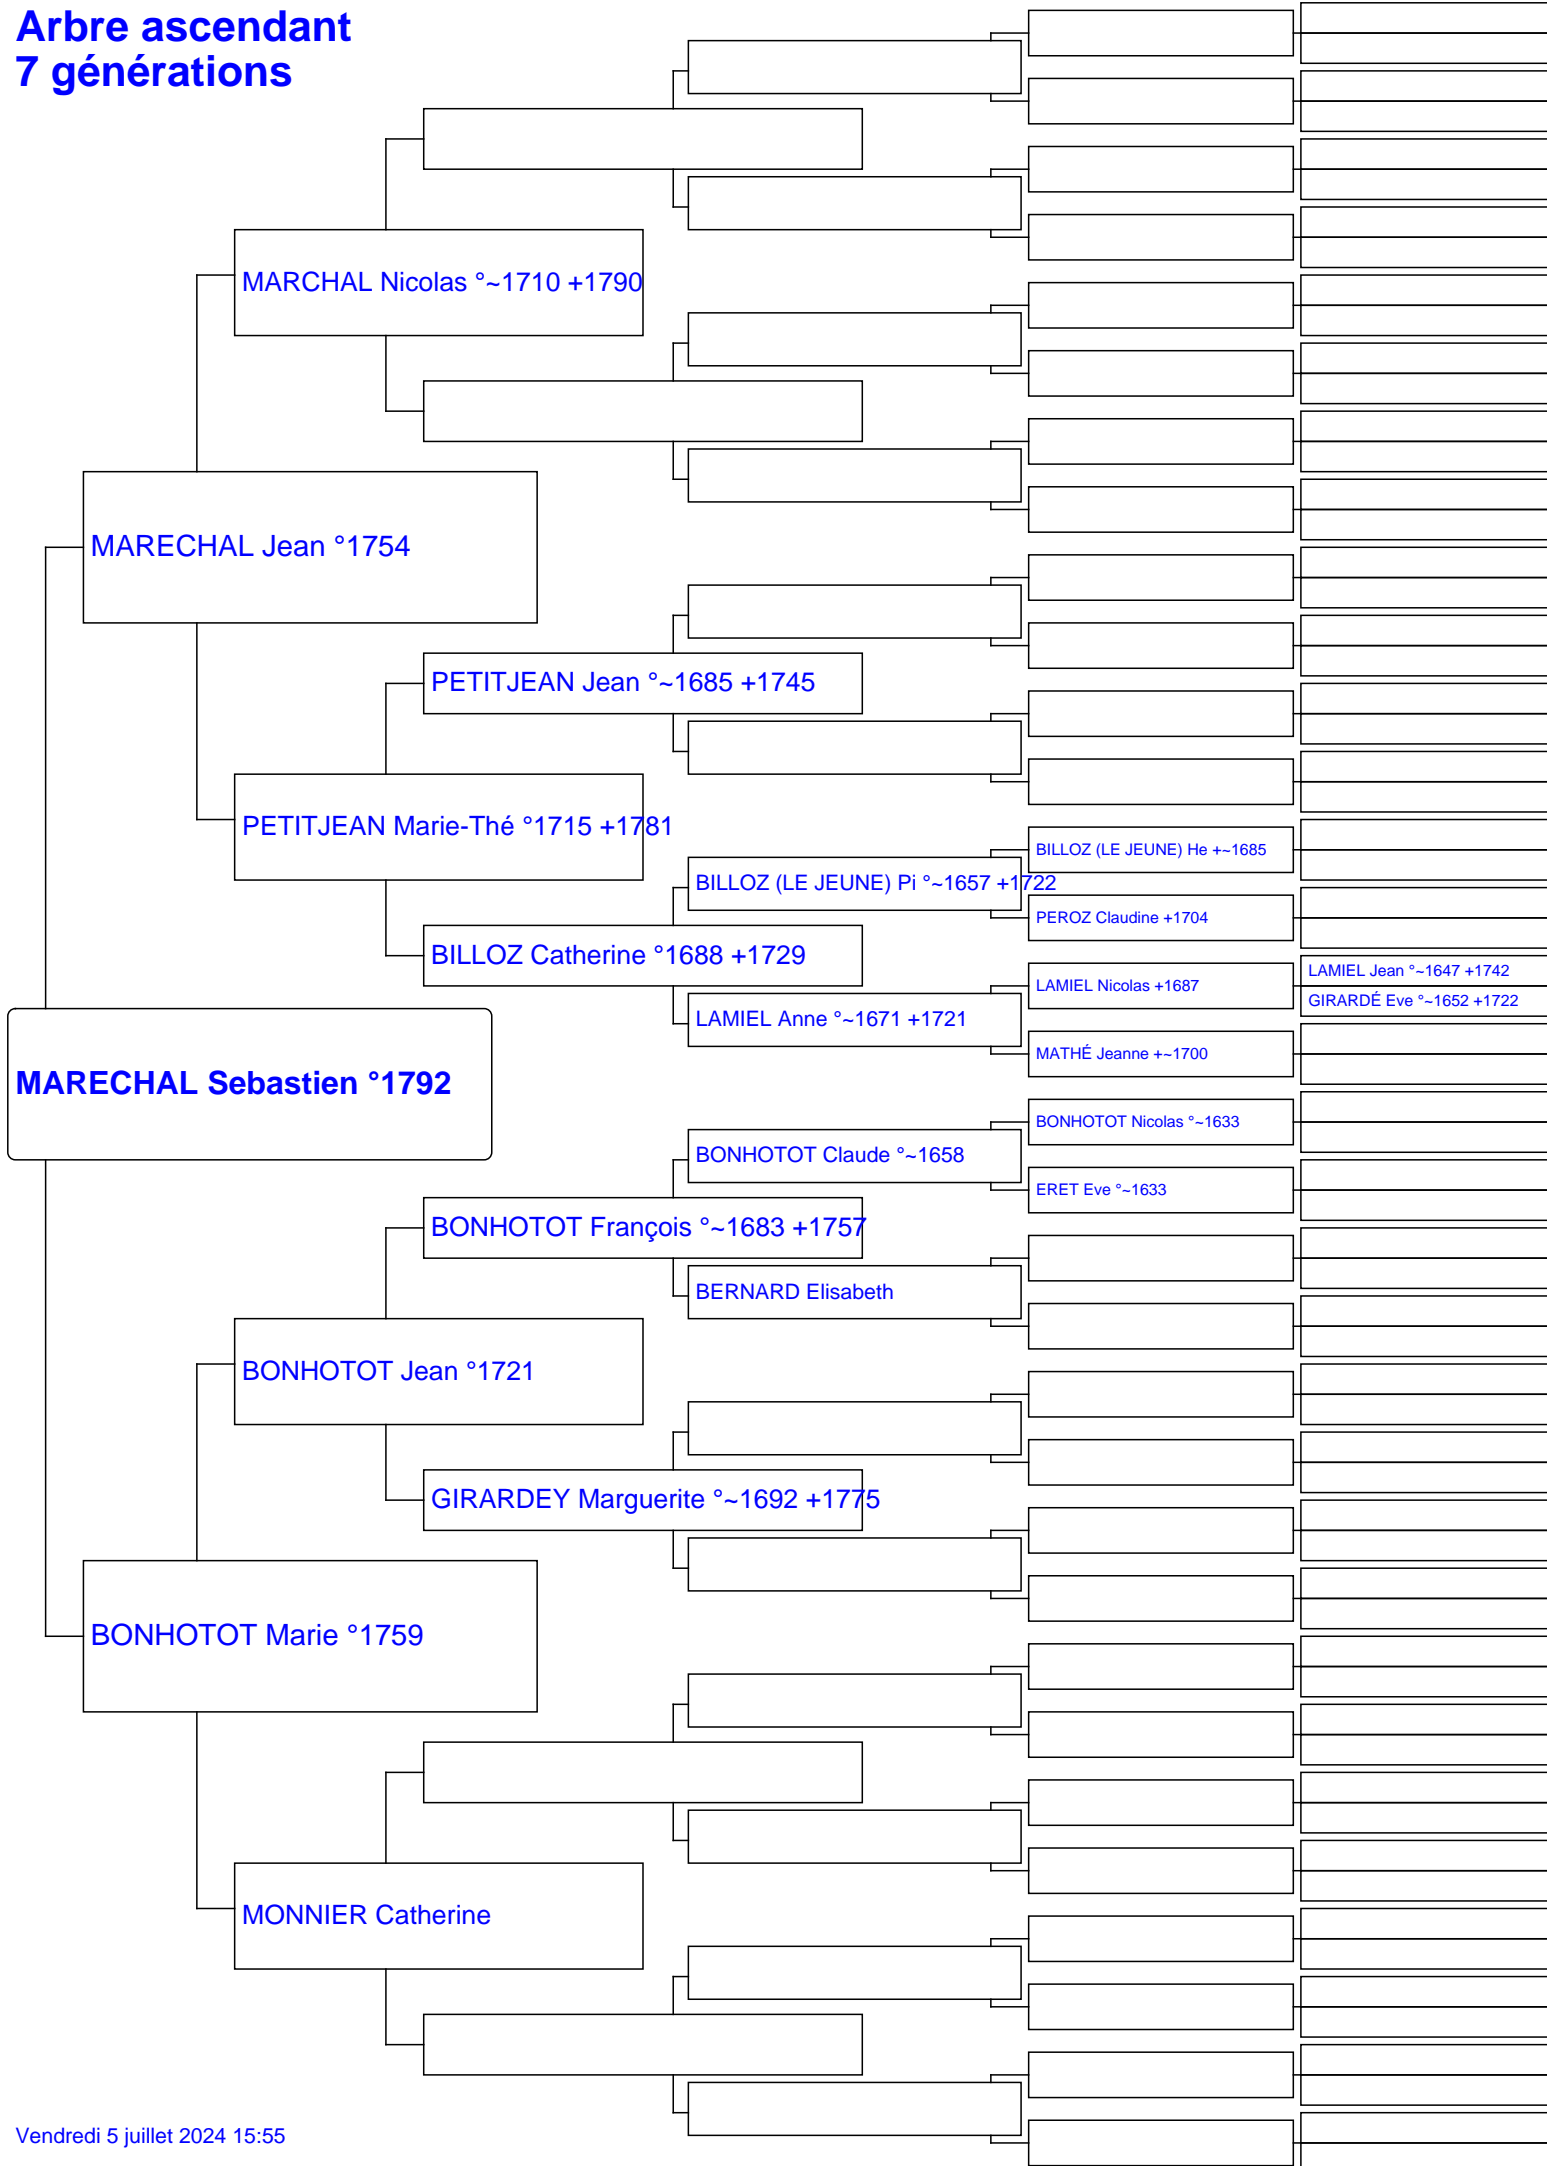 Arbre ascendant
7 générations
MARCHAL Nicolas °~1710 +1790
MARECHAL Jean °1754
PETITJEAN Jean °~1685 +1745
PETITJEAN Marie-Thé °1715 +1781
BILLOZ (LE JEUNE) He +~1685
BILLOZ (LE JEUNE) Pi °~1657 +1722
PEROZ Claudine +1704
BILLOZ Catherine °1688 +1729
LAMIEL Jean °~1647 +1742
LAMIEL Nicolas +1687
GIRARDÉ Eve °~1652 +1722
LAMIEL Anne °~1671 +1721
MATHÉ Jeanne +~1700
MARECHAL Sebastien °1792
BONHOTOT Nicolas °~1633
BONHOTOT Claude °~1658
ERET Eve °~1633
BONHOTOT François °~1683 +1757
BERNARD Elisabeth
BONHOTOT Jean °1721
GIRARDEY Marguerite °~1692 +1775
BONHOTOT Marie °1759
MONNIER Catherine
Vendredi 5 juillet 2024 15:55